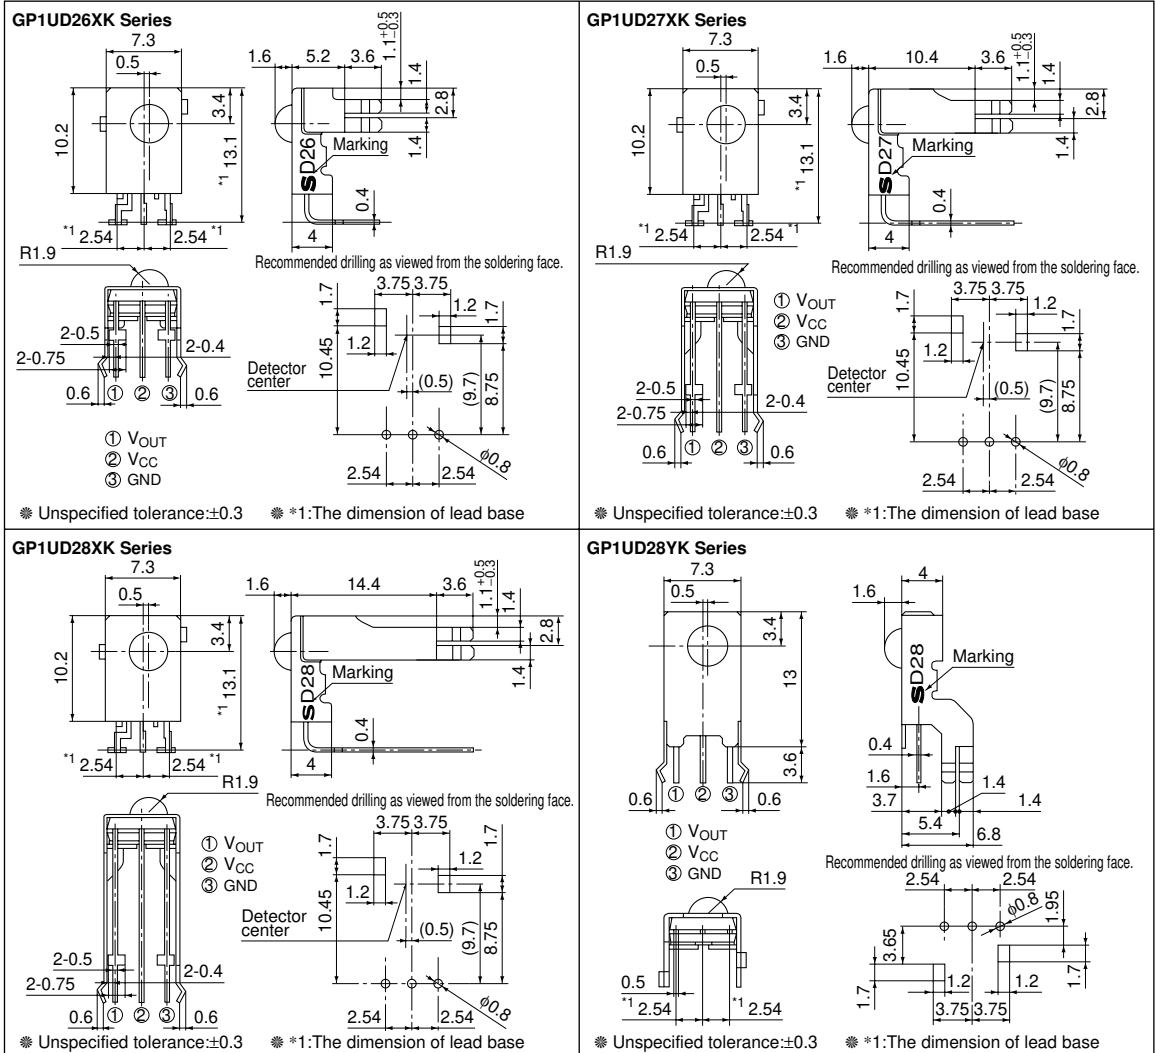 GP1UD26XK Series
7.3
0.5
1.6
5.2
3.6
1.1 +0.5 −0.3
1.4
2.8
3.4
10.2
*1 13.1
1.4
SD26
Marking
0.4
*1 2.54
2.54 *1
4
R1.9
Recommended drilling as viewed from the soldering face.
3.75 3.75
1.7
1.2
1.7
2-0.5
2-0.4
1.2
2-0.75
10.45
Detector
center
(0.5)
(9.7)
8.75
0.6
① ② ③
0.6
① VOUT
② VCC
③ GND
φ0.8
2.54
2.54
❋ Unspecified tolerance:±0.3
❋ *1:The dimension of lead base
GP1UD27XK Series
7.3
0.5
1.6
10.4
3.6
1.1 +0.5 −0.3
1.4
2.8
3.4
10.2
*1 13.1
1.4
SD27
Marking
0.4
*1 2.54
2.54 *1
4
R1.9
Recommended drilling as viewed from the soldering face.
3.75 3.75
① VOUT
② VCC
③ GND
1.7
1.2
1.7
1.2
10.45
Detector
center
(0.5)
(9.7)
8.75
2-0.5
2-0.4
2-0.75
0.6
① ② ③
0.6
φ0.8
2.54
2.54
❋ Unspecified tolerance:±0.3
❋ *1:The dimension of lead base
GP1UD28XK Series
7.3
0.5
1.6
14.4
3.6
1.1 +0.5 −0.3
1.4
2.8
3.4
10.2
*1 13.1
1.4
SD28
Marking
0.4
*1 2.54
2.54 *1
4
R1.9
Recommended drilling as viewed from the soldering face.
3.75 3.75
① VOUT
② VCC
③ GND
1.7
1.2
1.7
1.2
10.45
Detector
center
(0.5)
(9.7)
8.75
2-0.5
2-0.4
2-0.75
0.6
① ② ③
0.6
φ0.8
2.54
2.54
❋ Unspecified tolerance:±0.3
❋ *1:The dimension of lead base
GP1UD28YK Series
7.3
0.5
4
1.6
3.4
13
SD28
Marking
3.6
0.4
1.6
3.7
1.4
1.4
5.4
6.8
0.6
① ② ③
0.6
① VOUT
② VCC
③ GND
R1.9
Recommended drilling as viewed from the soldering face.
2.54
2.54
φ0.8
1.95
3.65
0.5
1.7
1.2
1.2
1.7
*1 2.54
*1 2.54
3.75 3.75
❋ Unspecified tolerance:±0.3
❋ *1:The dimension of lead base